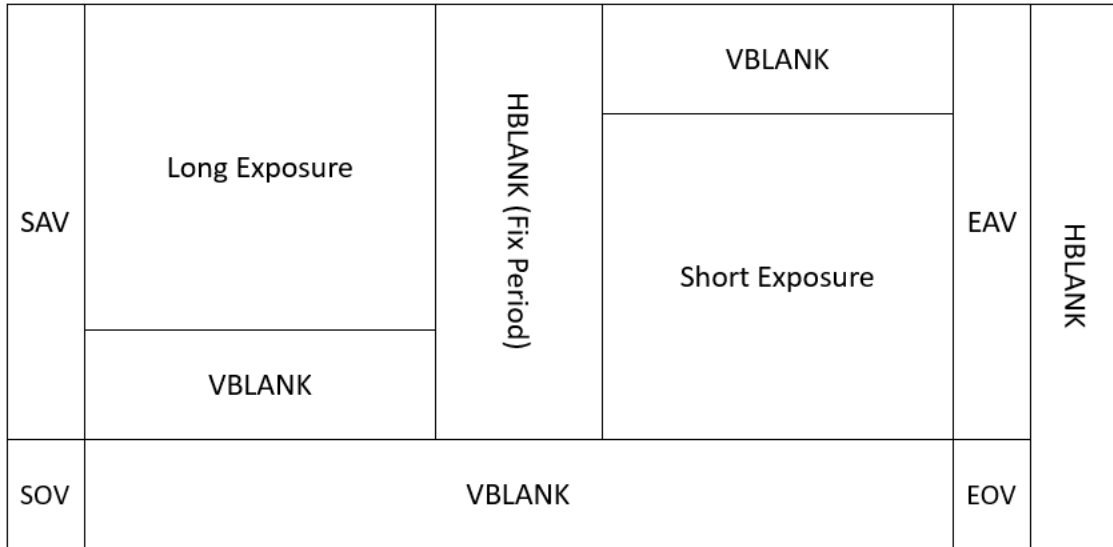 VBLANK
Long Exposure
HBLANK (Fix Period)
SAV
EAV
HBLANK
Short Exposure
VBLANK
SOV
VBLANK
EOV